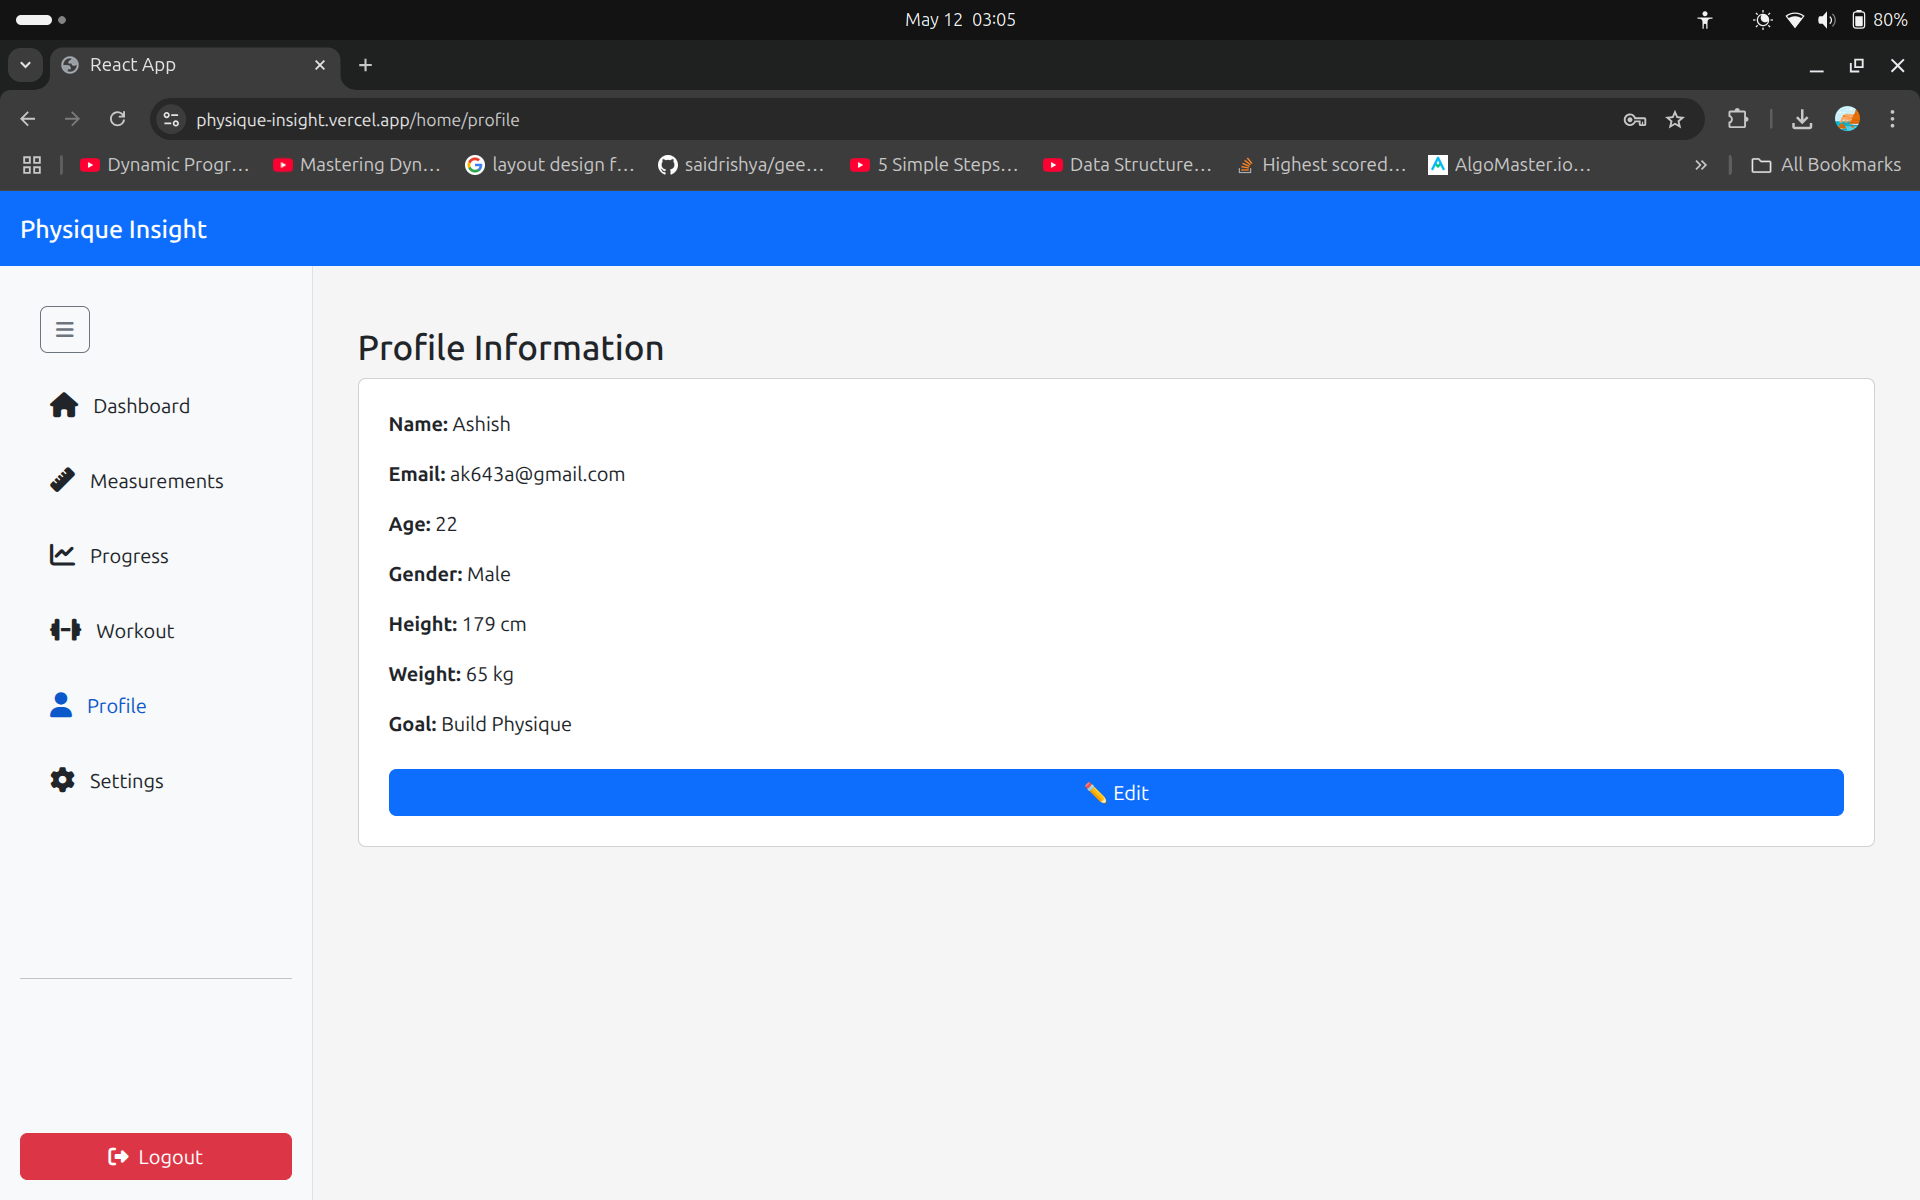 May 12 03:05
80%
React App
physique-insight.vercel.app/home/profile
Dynamic Progr...
Mastering Dyn...
layout design f...
saidrishya/gee...
5 Simple Steps...
Data Structure...
Highest scored...
AlgoMaster.io...
All Bookmarks
Physique Insight
Dashboard
Measurements
Progress
Workout
Profile
Settings
Logout
Profile Information
Name: Ashish
Email: ak643a@gmail.com
Age: 22
Gender: Male
Height: 179 cm
Weight: 65 kg
Goal: Build Physique
✏️ Edit